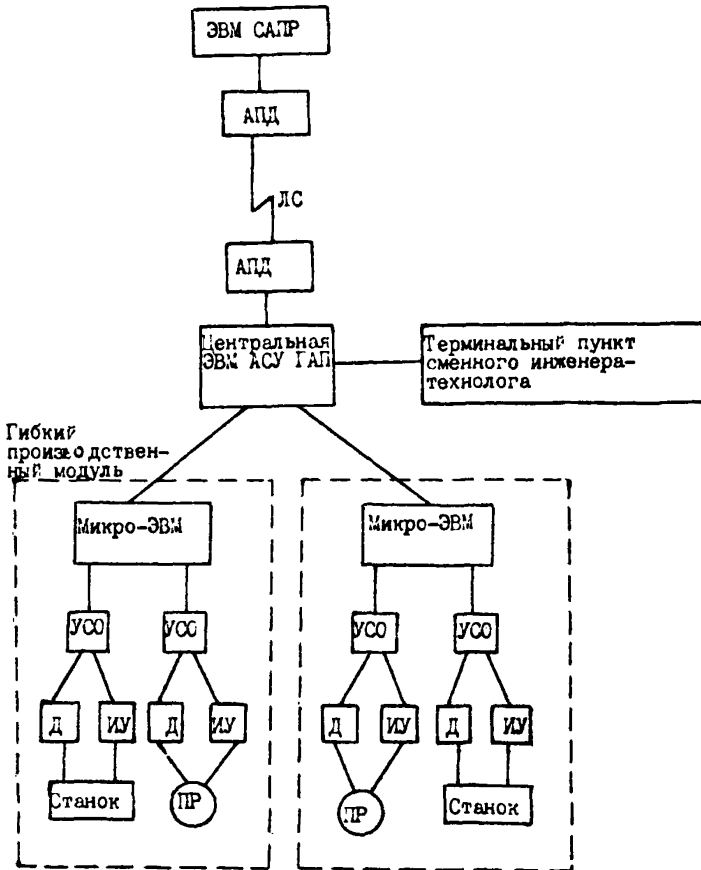 ЭВМ САПР
АПД
ЛС
АПД
Центральная
ЭВМ АСУ ГАП
Терминальный пункт
сменного инженера-
технолога
Гибкий
производствен-
ный модуль
Микро-ЭВМ
Микро-ЭВМ
УСО
УСО
УСО
УСО
Д
ИУ
Д
ИУ
Д
ИУ
Д
ИУ
Станок
ПР
ПР
Станок